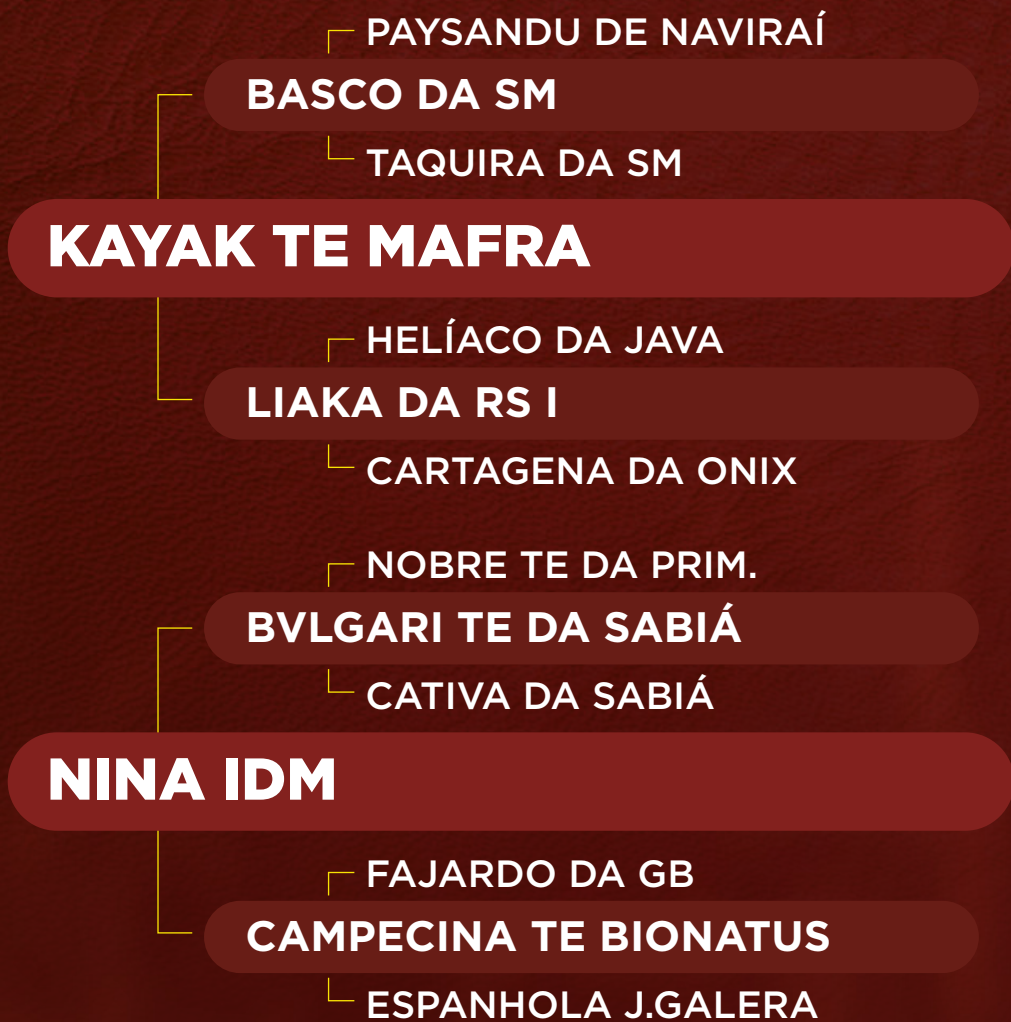 PAYSANDU DE NAVIRAÍ
BASCO DA SM
TAQUIRA DA SM
KAYAK TE MAFRA
HELÍACO DA JAVA
LIAKA DA RS I
CARTAGENA DA ONIX
NOBRE TE DA PRIM.
BVLGARI TE DA SABIÁ
CATIVA DA SABIÁ
NINA IDM
FAJARDO DA GB
CAMPECINA TE BIONATUS
ESPANHOLA J.GALERA